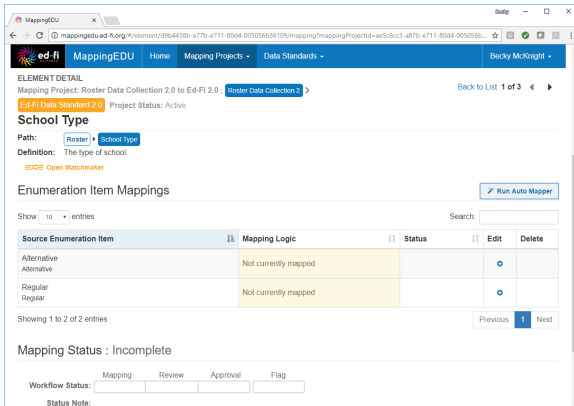 Becky
MappingEDU
mappingedu.ed-fi.org/#/element/d9b4438b-a77b-e711-80d4-005056b36109/mapping?mappingProjectId=ae5c6cc3-a87b-e711-80d4-005056b...
ed-fi MappingEDU Home Mapping Projects Data Standards Becky McKnight
ELEMENT DETAIL
Mapping Project: Roster Data Collection 2.0 to Ed-Fi 2.0 : Roster Data Collection 2 Back to List 1 of 3
Ed-Fi Data Standard 2.0 Project Status: Active
School Type
Path: Roster School Type
Definition: The type of school.
Open Matchmaker
Enumeration Item Mappings Run Auto Mapper
Show 10 entries Search:
Source Enumeration Item Mapping Logic Status Edit Delete
Alternative
Alternative Not currently mapped
Regular
Regular Not currently mapped
Showing 1 to 2 of 2 entries Previous 1 Next
Mapping Status : Incomplete
Mapping Review Approval Flag
Workflow Status:
Status Note: